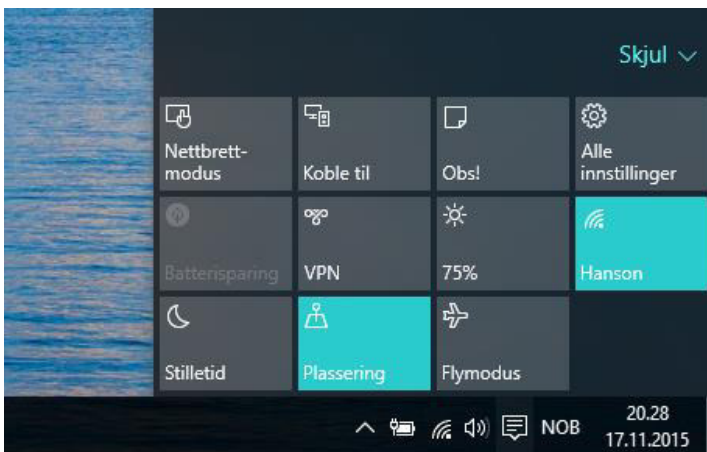 Skjul
Nettbrett-
modus
Koble til
Obs!
Alle
innstillinger
Batterisparing
VPN
75%
Hanson
Stilletid
Plassering
Flymodus
NOB
20.28
17.11.2015